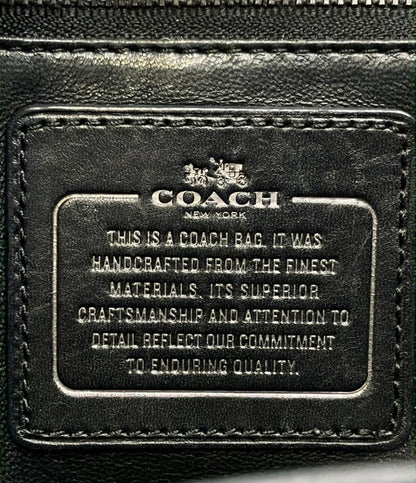 COACH
NEW YORK
THIS IS A COACH BAG. IT WAS
HANDCRAFTED FROM THE FINEST
MATERIALS. ITS SUPERIOR
CRAFTSMANSHIP AND ATTENTION TO
DETAIL REFLECT OUR COMMITMENT
TO ENDURING QUALITY.